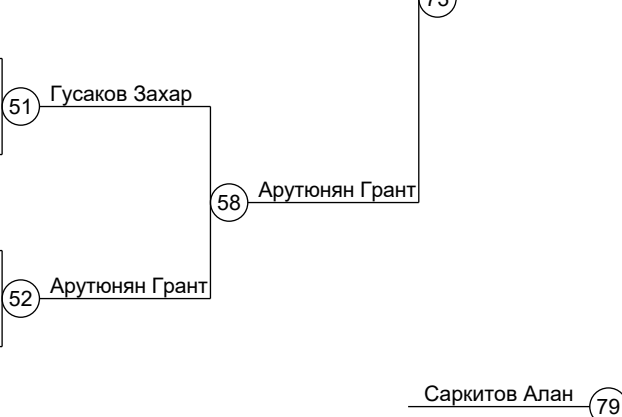 51 Гусаков Захар
58 Арутюнян Грант
52 Арутюнян Грант
Саркитов Алан 79